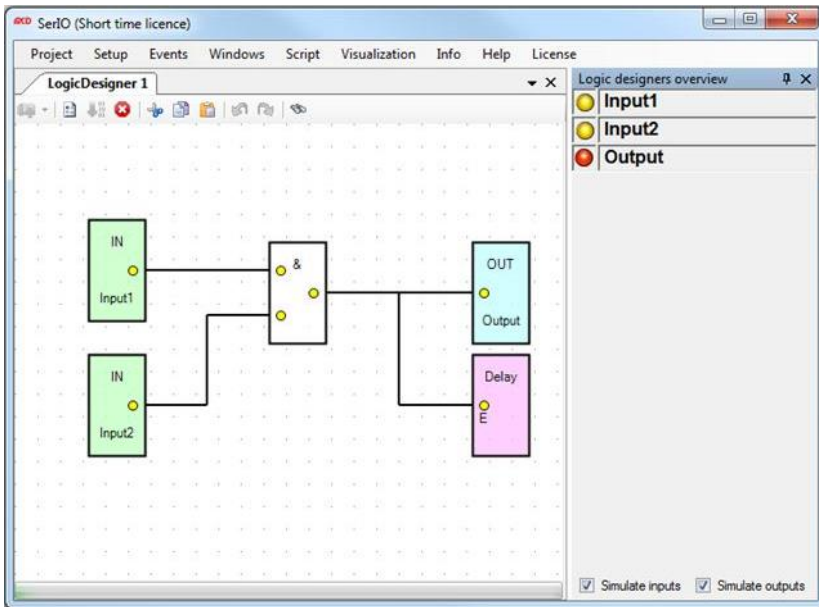 SerIO (Short time licence)
Project Setup Events Windows Script Visualization Info Help License
LogicDesigner 1
Logic designers overview
Input1
Input2
Output
IN
Input1
&
OUT
Output
IN
Input2
Delay
E
Simulate inputs Simulate outputs